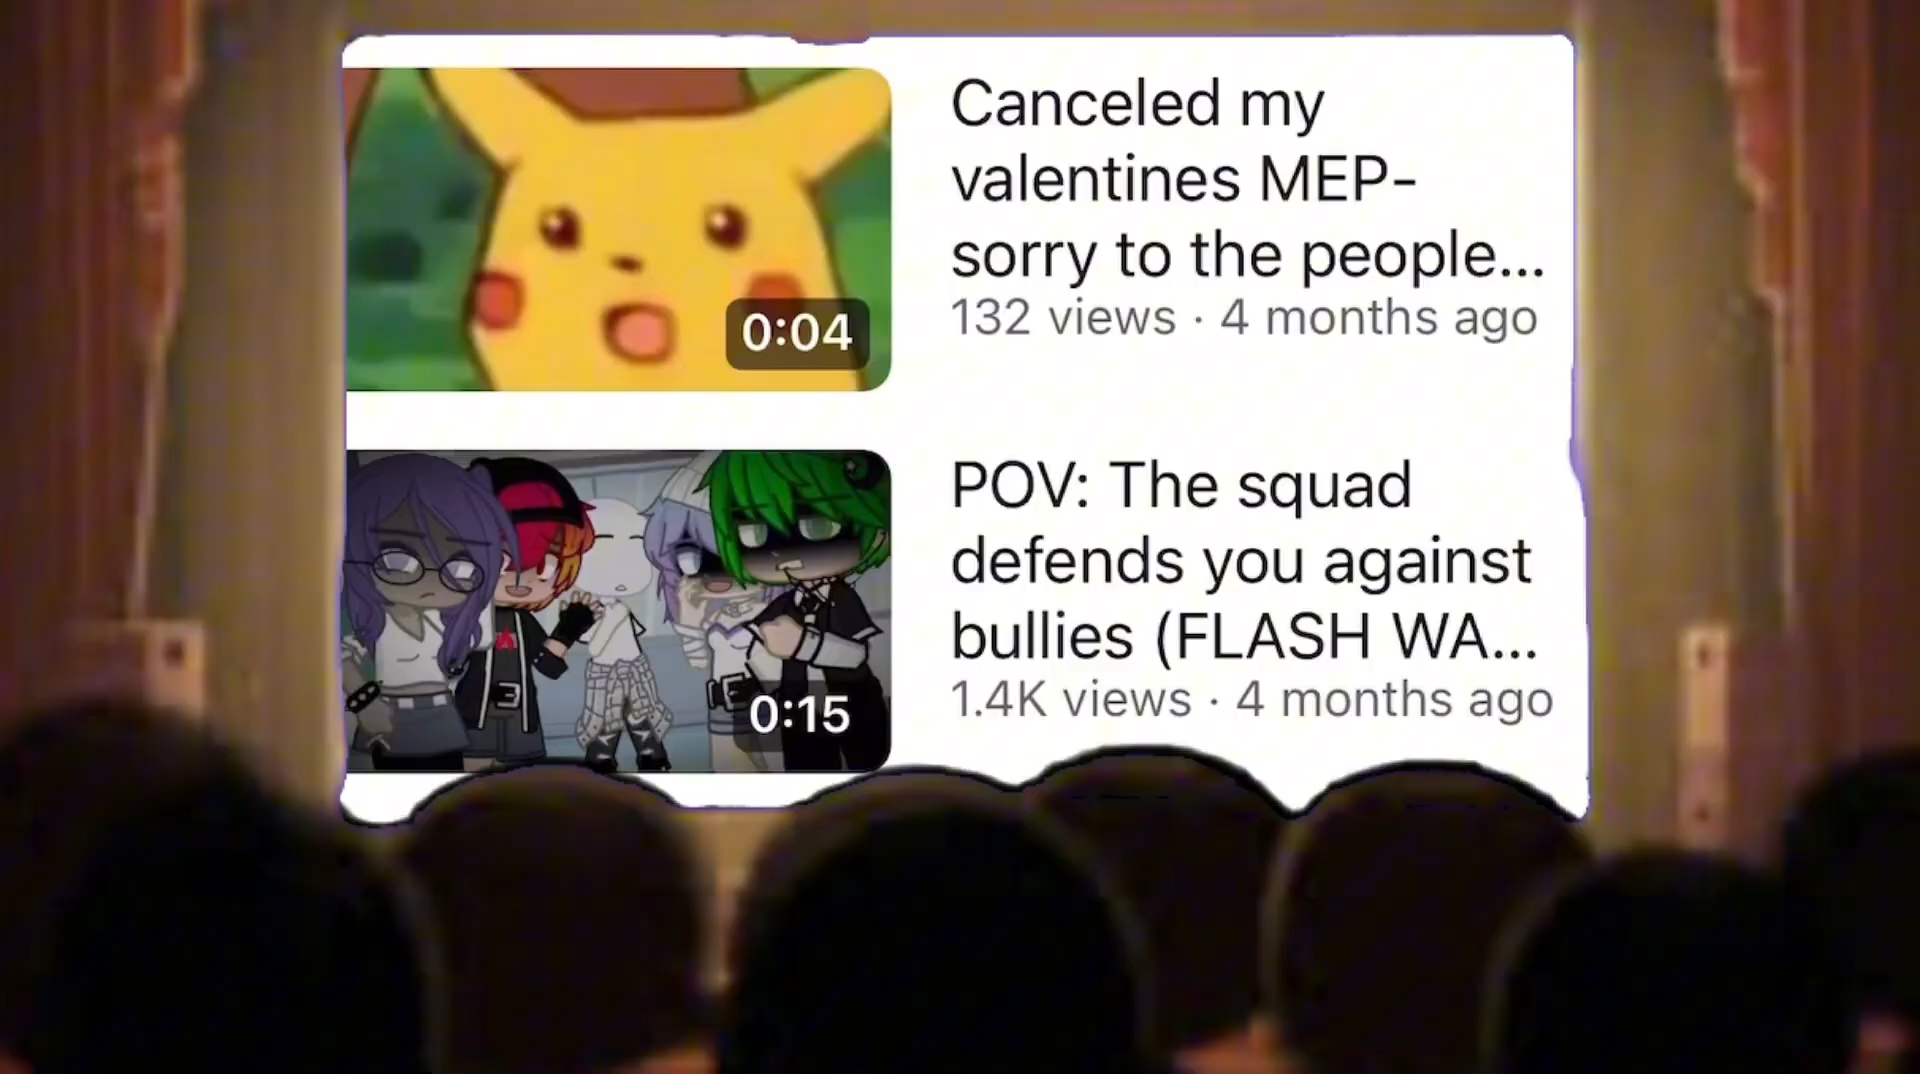 Canceled my
valentines MEP-
sorry to the people...
132 views · 4 months ago
0:04
POV: The squad
defends you against
bullies (FLASH WA...
1.4K views · 4 months ago
0:15